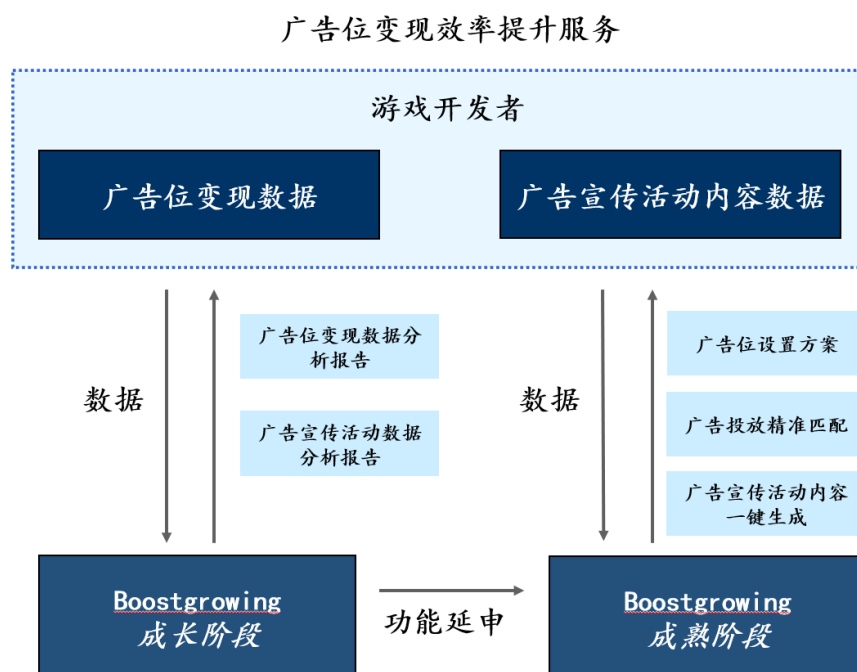 广告位变现效率提升服务
游戏开发者
广告位变现数据
广告宣传活动内容数据
广告位变现数据分
析报告
广告位设置方案
数据
数据
广告宣传活动数据
分析报告
广告投放精准匹配
广告宣传活动内容
一键生成
Boostgrowing
成长阶段
功能延申
Boostgrowing
成熟阶段